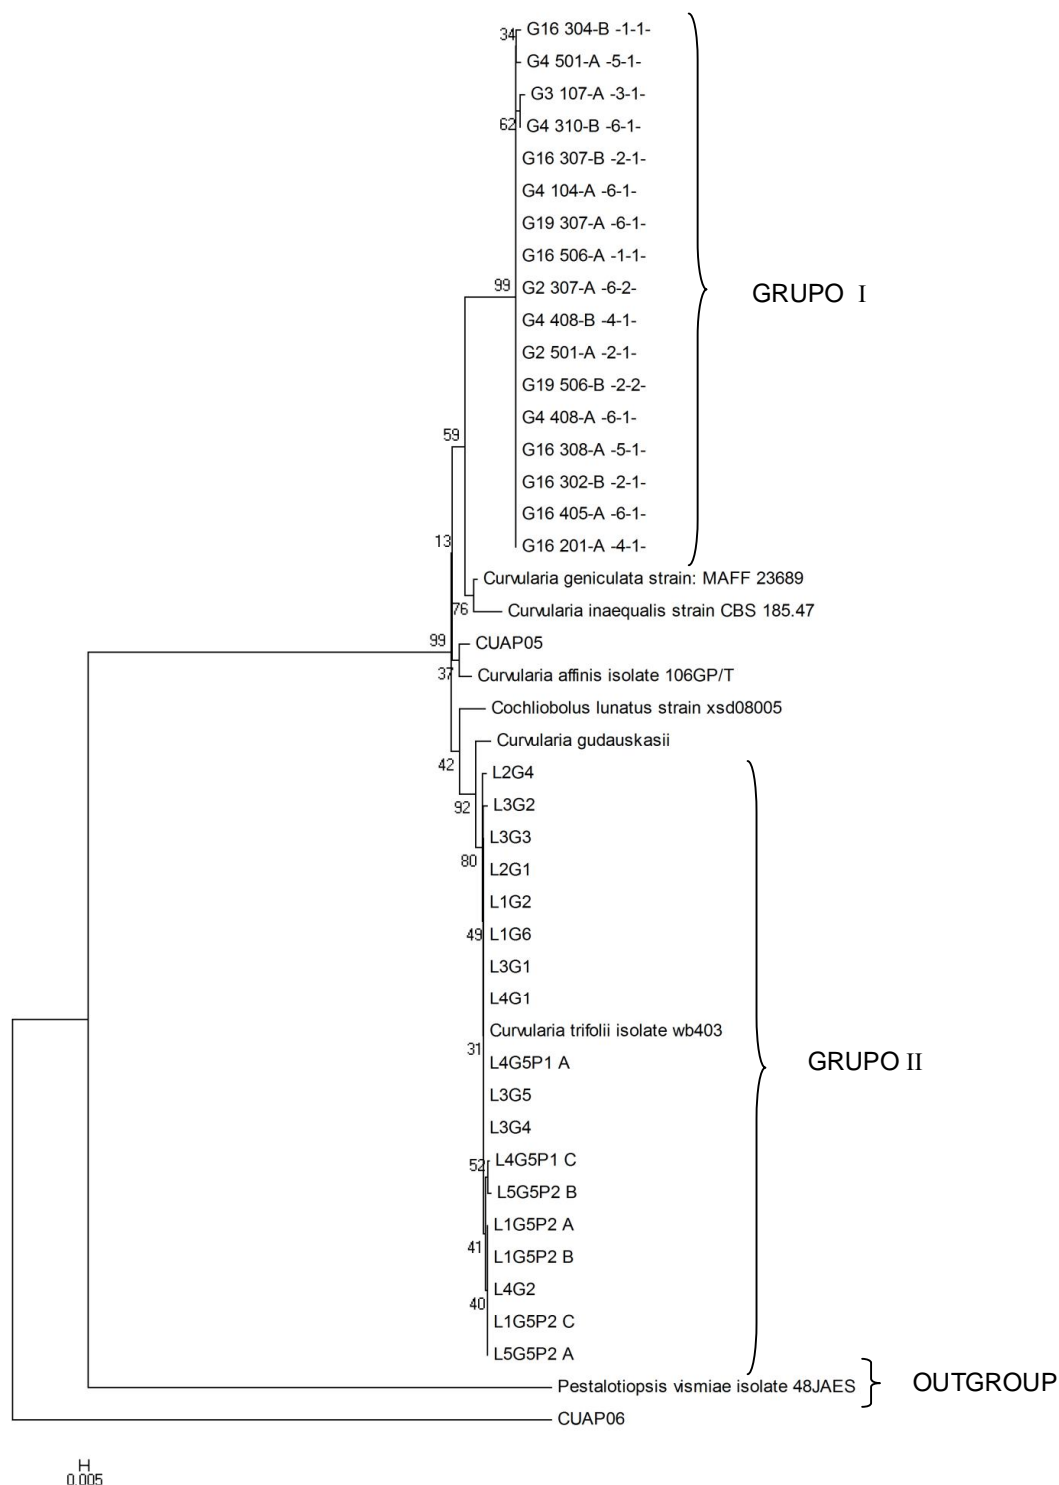 34
G16 304-B -1-1-
G4 501-A -5-1-
G3 107-A -3-1-
62
G4 310-B -6-1-
G16 307-B -2-1-
G4 104-A -6-1-
G19 307-A -6-1-
G16 506-A -1-1-
99
G2 307-A -6-2-
GRUPO I
G4 408-B -4-1-
G2 501-A -2-1-
G19 506-B -2-2-
G4 408-A -6-1-
59
G16 308-A -5-1-
G16 302-B -2-1-
G16 405-A -6-1-
13
G16 201-A -4-1-
Curvularia geniculata strain: MAFF 23689
76
Curvularia inaequalis strain CBS 185.47
99
CUAP05
37
Curvularia affinis isolate 106GP/T
Cochliobolus lunatus strain xsd08005
Curvularia gudauskasii
42
L2G4
92
L3G2
L3G3
80
L2G1
L1G2
49
L1G6
L3G1
L4G1
Curvularia trifolii isolate wb403
31
L4G5P1 A
GRUPO II
L3G5
L3G4
52
L4G5P1 C
L5G5P2 B
L1G5P2 A
41
L1G5P2 B
L4G2
40
L1G5P2 C
L5G5P2 A
Pestalotiopsis vismiae isolate 48JAES
OUTGROUP
CUAP06
0.005